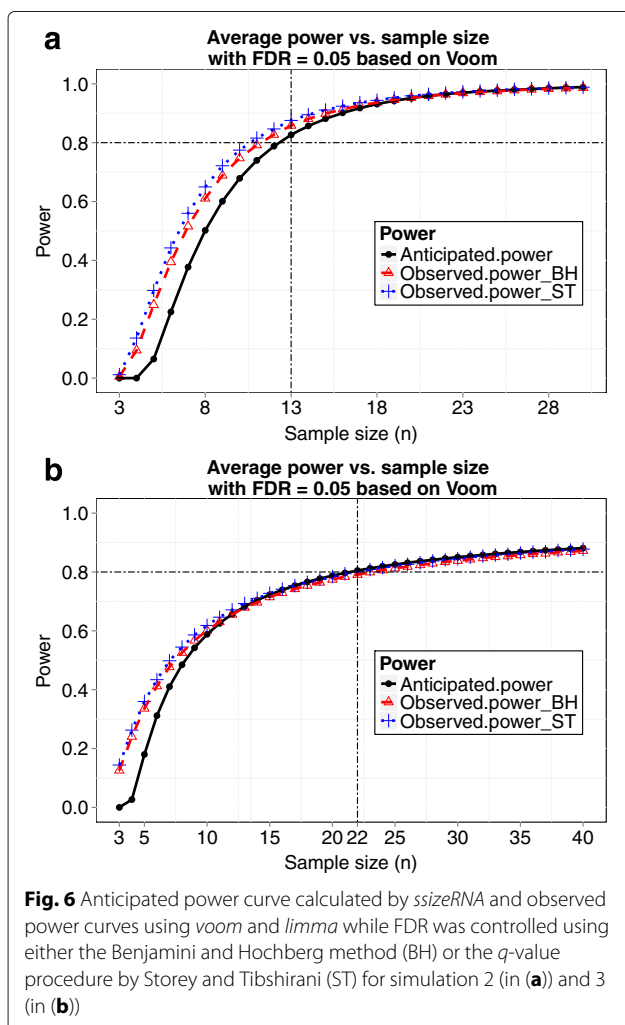 a
Average power vs. sample size
with FDR = 0.05 based on Voom
1.0
0.8
0.6
0.4
0.2
0.0
Power
Power
Anticipated.power
Observed.power_BH
Observed.power_ST
3 8 13 18 23 28
Sample size (n)
b
Average power vs. sample size
with FDR = 0.05 based on Voom
1.0
0.8
0.6
0.4
0.2
0.0
Power
Power
Anticipated.power
Observed.power_BH
Observed.power_ST
3 5 10 15 20 22 25 30 35 40
Sample size (n)
Fig. 6 Anticipated power curve calculated by ssizeRNA and observed
power curves using voom and limma while FDR was controlled using
either the Benjamini and Hochberg method (BH) or the q-value
procedure by Storey and Tibshirani (ST) for simulation 2 (in (a)) and 3
(in (b))